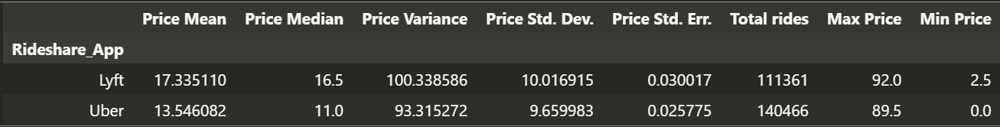 Price Mean Price Median Price Variance Price Std. Dev. Price Std. Err. Total rides Max Price Min Price
Rideshare_App
Lyft 17.335110 16.5 100.338586 10.016915 0.030017 111361 92.0 2.5
Uber 13.546082 11.0 93.315272 9.659983 0.025775 140466 89.5 0.0